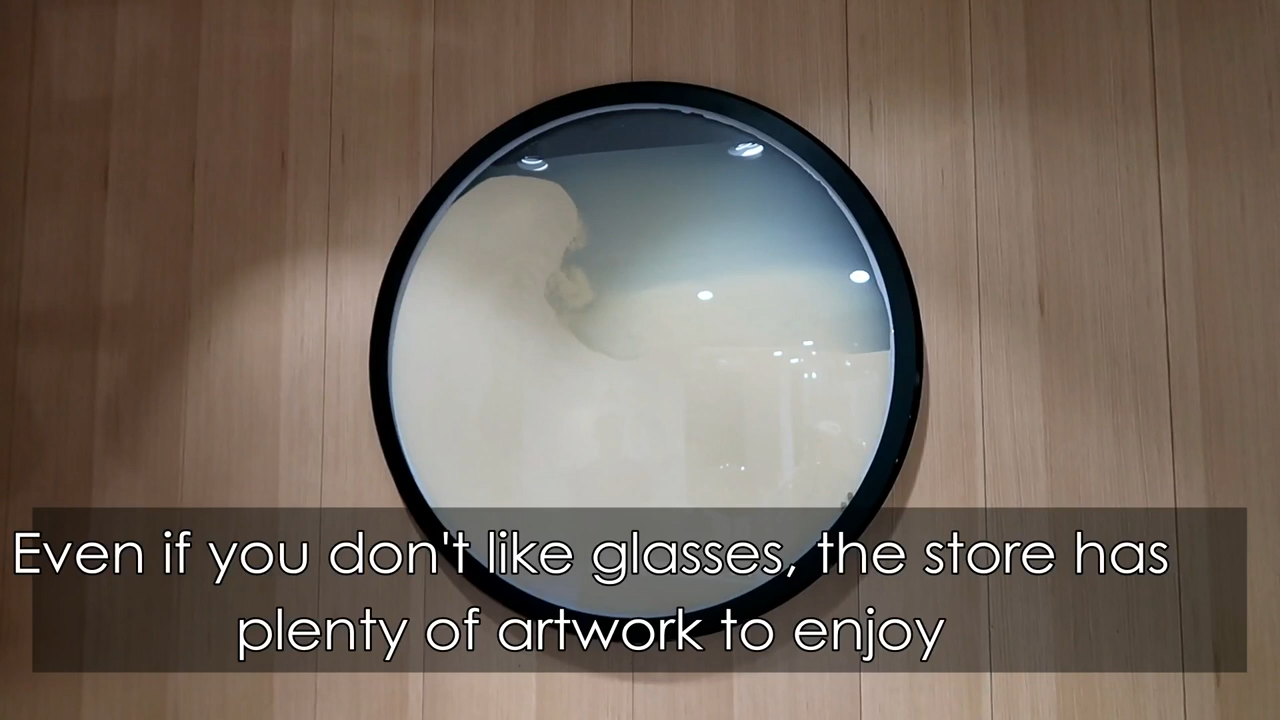 Even if you don't like glasses, the store has
plenty of artwork to enjoy